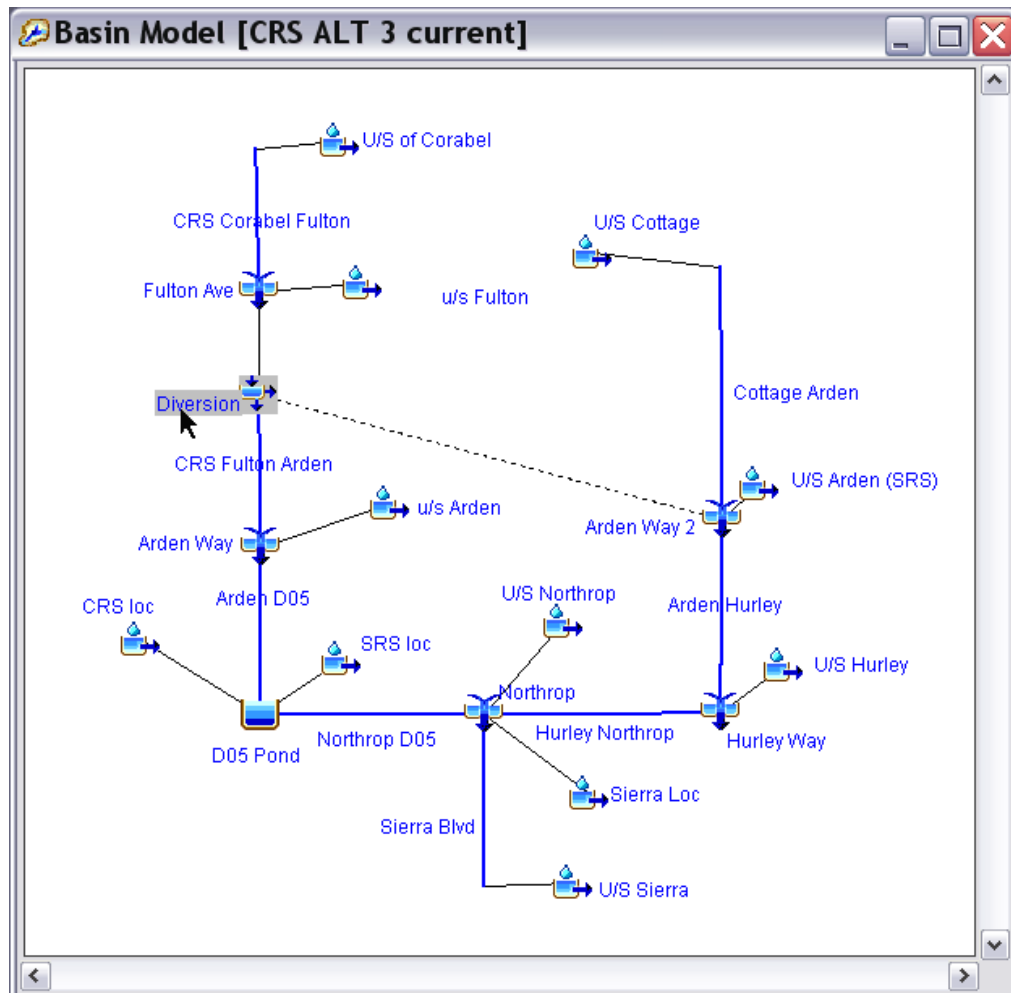 Basin Model [CRS ALT 3 current]
U/S of Corabel
CRS Corabel Fulton
U/S Cottage
Fulton Ave
u/s Fulton
Diversion
Cottage Arden
CRS Fulton Arden
U/S Arden (SRS)
u/s Arden
Arden Way 2
Arden Way
Arden D05
U/S Northrop
Arden Hurley
CRS loc
SRS loc
U/S Hurley
Northrop
Northrop D05
Hurley Northrop
Hurley Way
D05 Pond
Sierra Loc
Sierra Blvd
U/S Sierra